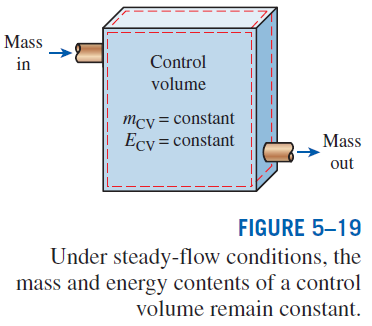 Mass
in
Control
volume
mCV = constant
ECV = constant
Mass
out
FIGURE 5–19
Under steady-flow conditions, the
mass and energy contents of a control
volume remain constant.